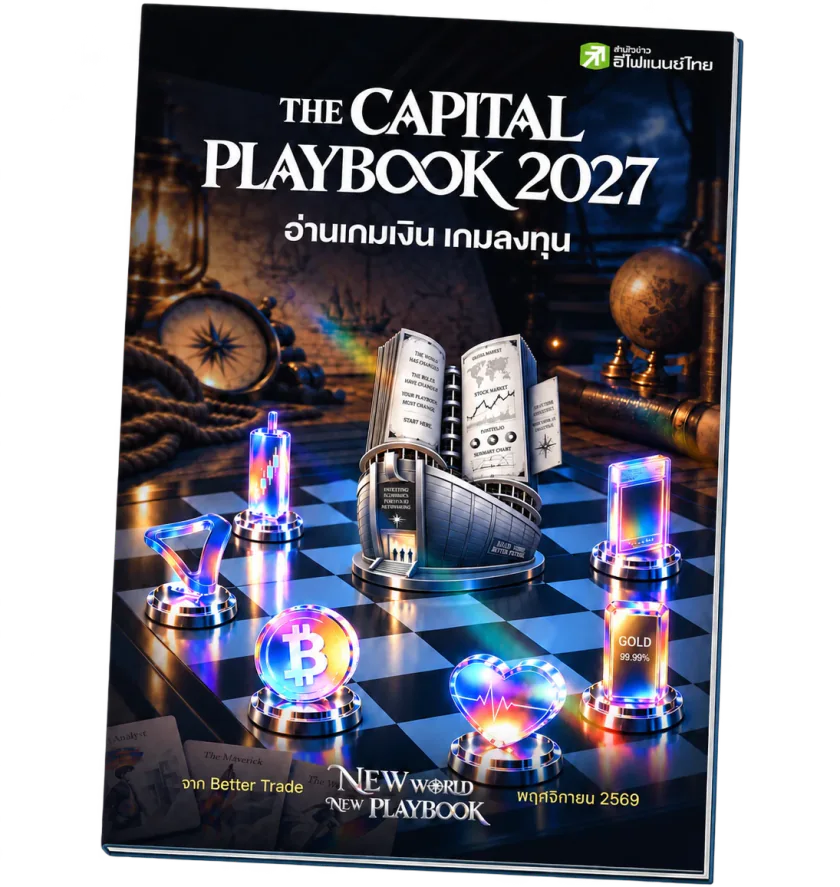 สำนักข่าว
อีไฟแนนซ์ไทย
THE CAPITAL
PLAYBOOK 2027
อ่านเกมเงิน เกมลงทุน
THE WORLD
HAS CHANGED
THE RULES
HAVE CHANGED
YOUR PLAYBOOK
MUST CHANGE
START HERE
STOCK MARKET
PORTFOLIO
SUMMARY CHART
INVESTING
ECONOMICS
GOLD
99.99%
Analyst
The Maverick
The
จาก Better Trade
NEW WORLD
NEW PLAYBOOK
พฤศจิกายน 2569